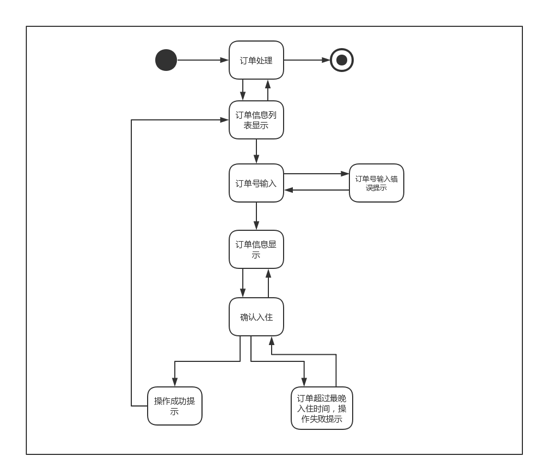 订单处理
订单信息列
表显示
订单号输入
订单号输入错
误提示
订单信息显
示
确认入住
操作成功提
示
订单超过最晚
入住时间，操
作失败提示